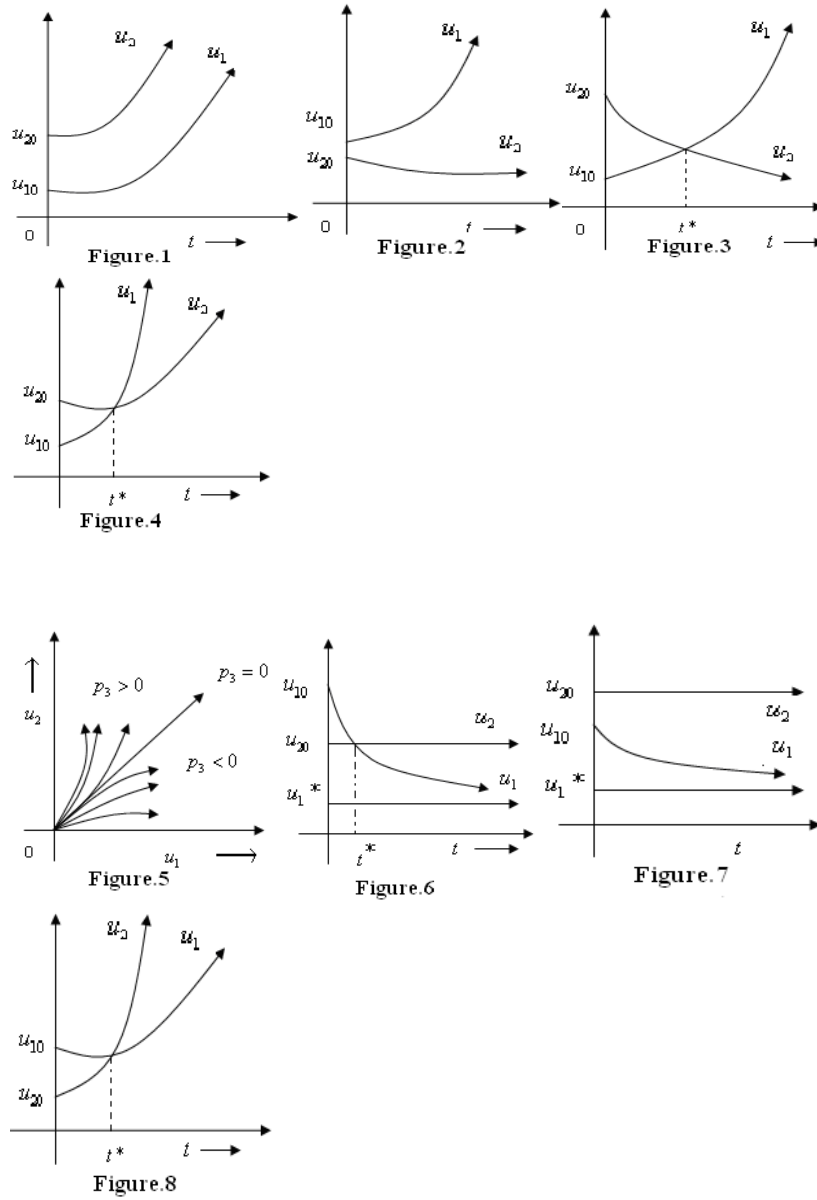 u₂
u₁
u₂₀
u₁₀
0
t
Figure.1
u₁
u₁₀
u₂₀
u₂
0
t
Figure.2
u₁
u₂₀
u₁₀
u₂
0
t*
t
Figure.3
u₁
u₂
u₂₀
u₁₀
t*
t
Figure.4
p₃ > 0
p₃ = 0
u₂
p₃ < 0
0
u₁
Figure.5
u₁₀
u₂
u₂₀
u₁
u₁*
t*
t
Figure.6
u₂₀
u₂
u₁₀
u₁
u₁*
t
Figure.7
u₂
u₁
u₁₀
u₂₀
t*
t
Figure.8